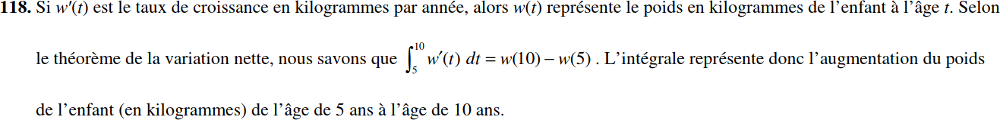 118. Si w′(t) est le taux de croissance en kilogrammes par année, alors w(t) représente le poids en kilogrammes de l’enfant à l’âge t. Selon
le théorème de la variation nette, nous savons que ∫₅¹⁰ w′(t) dt = w(10) – w(5) . L’intégrale représente donc l’augmentation du poids
de l’enfant (en kilogrammes) de l’âge de 5 ans à l’âge de 10 ans.